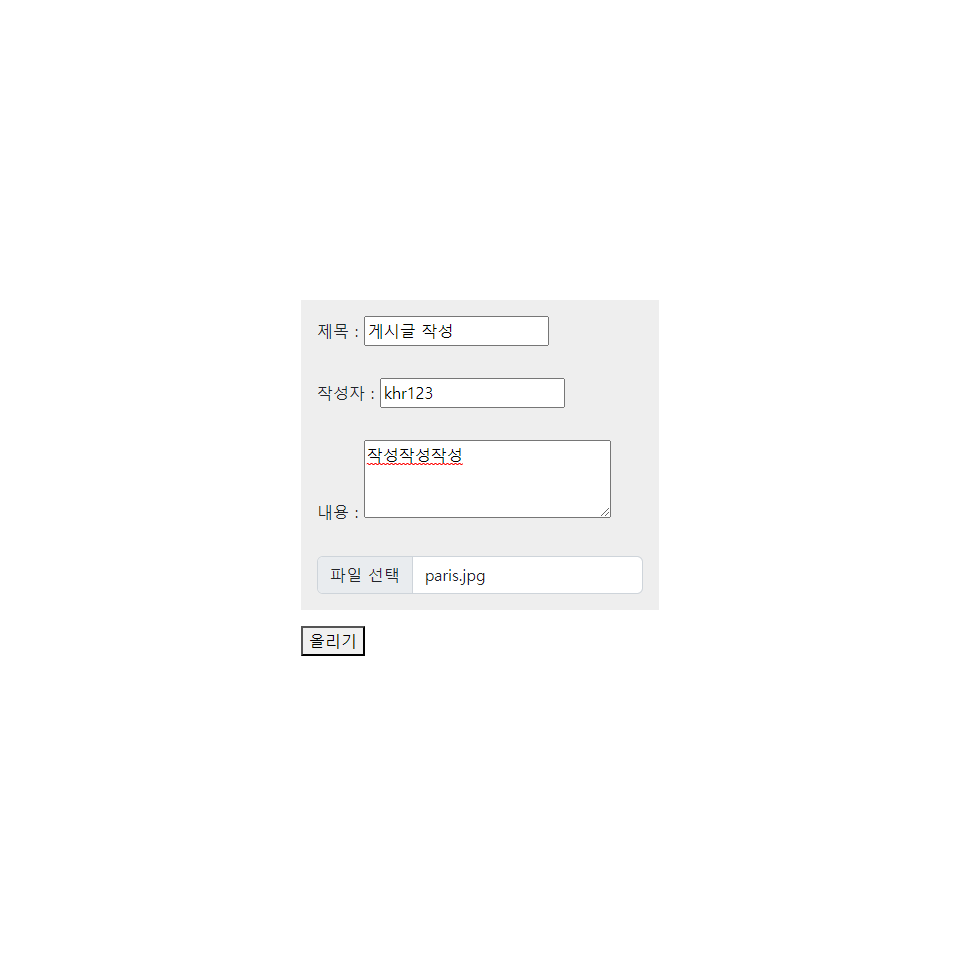 제목 : 게시글 작성
작성자 : khr123
작성작성작성
내용 :
파일 선택 paris.jpg
올리기